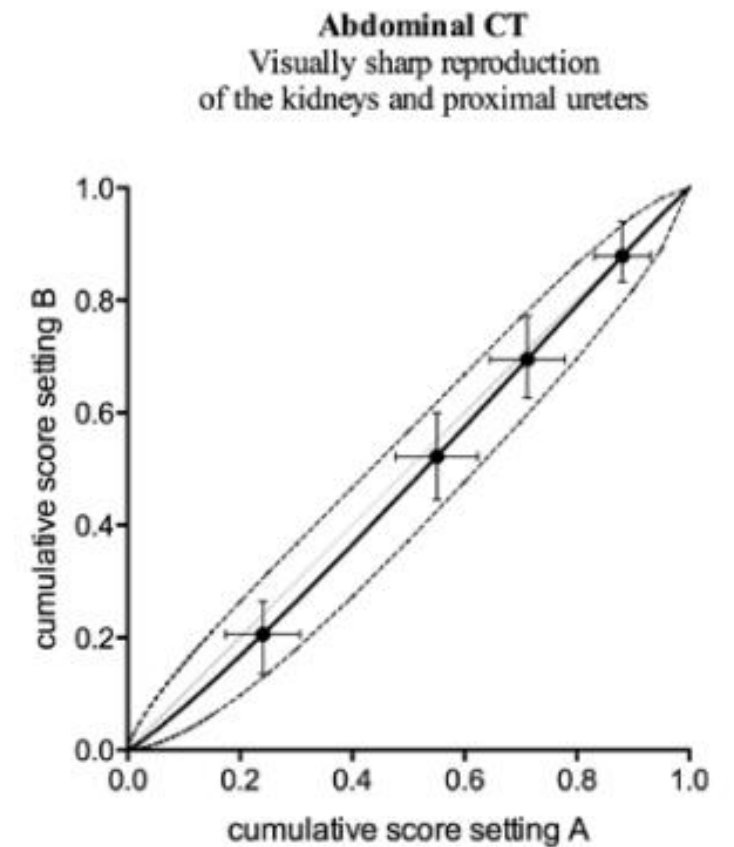 Abdominal CT
Visually sharp reproduction
of the kidneys and proximal ureters
1.0
0.8
0.6
0.4
0.2
0.0
cumulative score setting B
0.0 0.2 0.4 0.6 0.8 1.0
cumulative score setting A